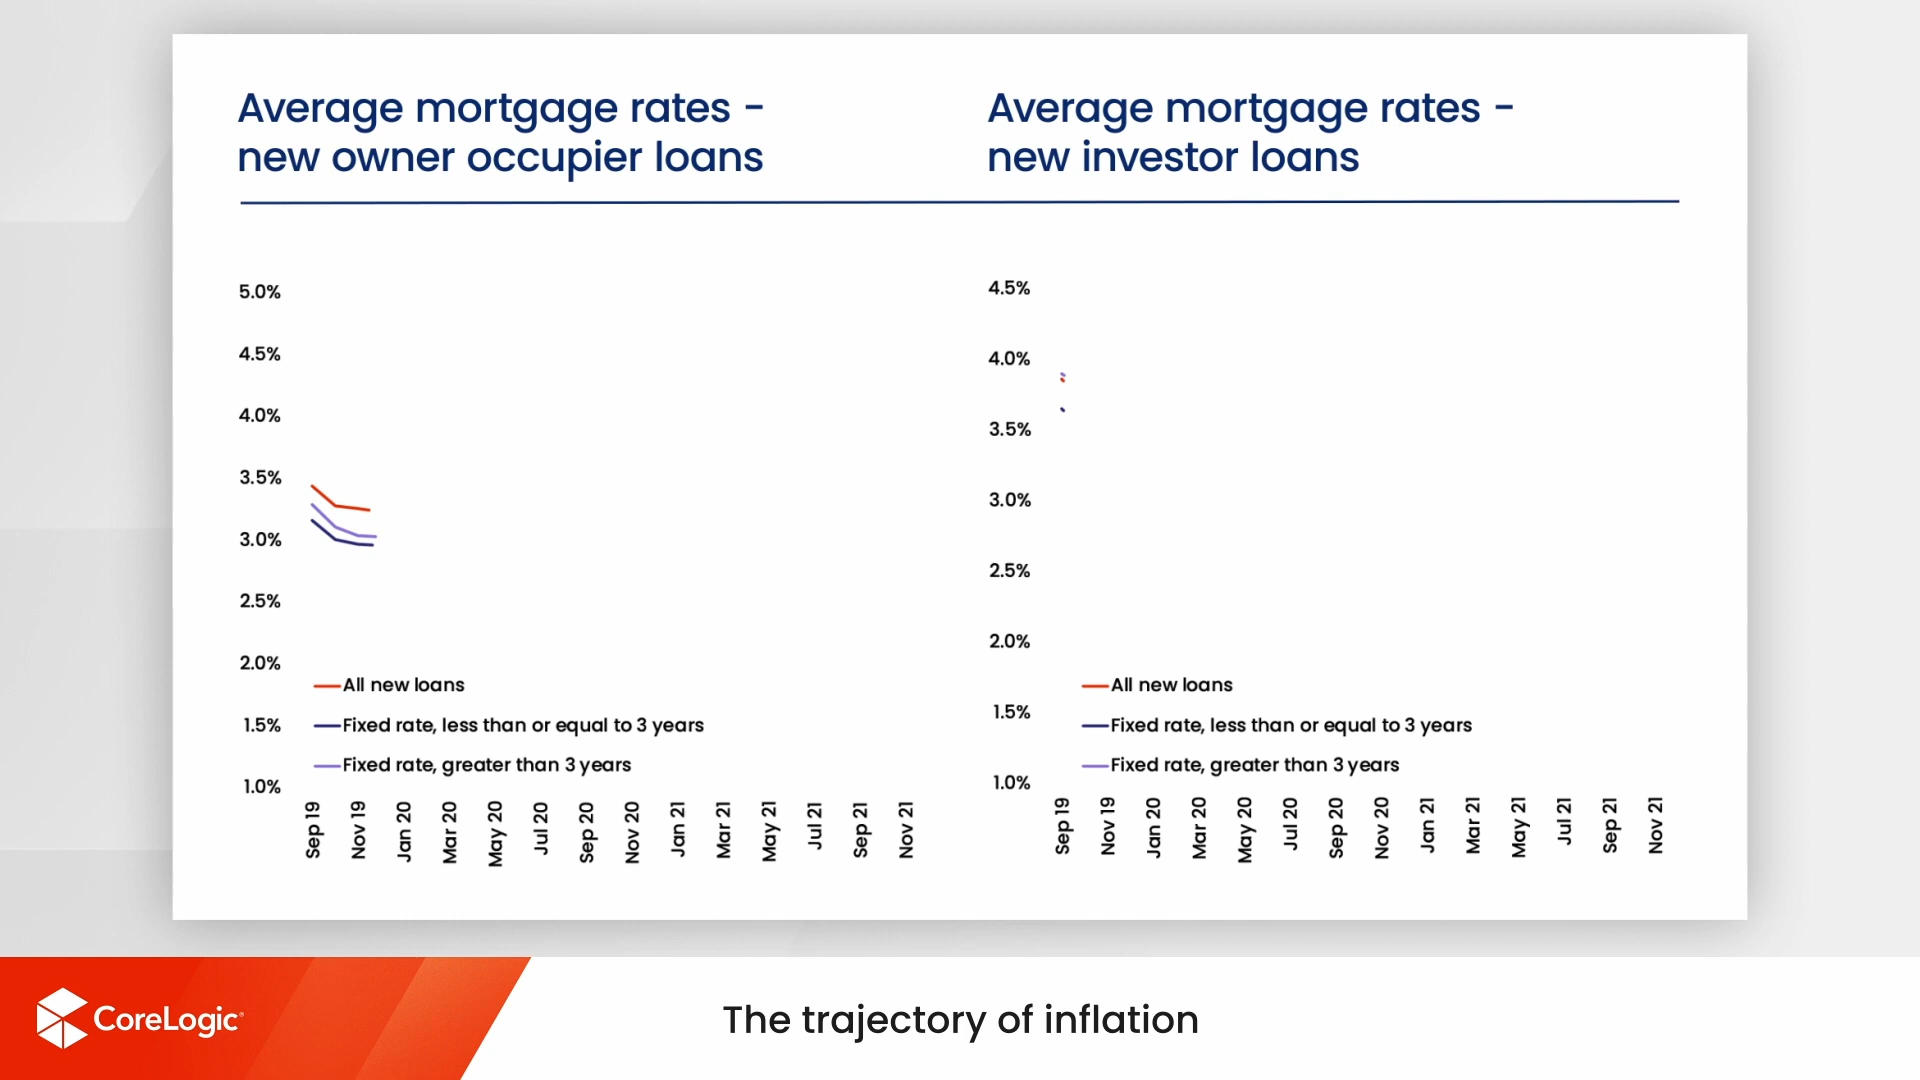 Average mortgage rates -
new owner occupier loans
5.0%
4.5%
4.0%
3.5%
3.0%
2.5%
2.0%
1.5%
1.0%
All new loans
Fixed rate, less than or equal to 3 years
Fixed rate, greater than 3 years
Sep 19
Nov 19
Jan 20
Mar 20
May 20
Jul 20
Sep 20
Nov 20
Jan 21
Mar 21
May 21
Jul 21
Sep 21
Nov 21
Average mortgage rates -
new investor loans
4.5%
4.0%
3.5%
3.0%
2.5%
2.0%
1.5%
1.0%
All new loans
Fixed rate, less than or equal to 3 years
Fixed rate, greater than 3 years
Sep 19
Nov 19
Jan 20
Mar 20
May 20
Jul 20
Sep 20
Nov 20
Jan 21
Mar 21
May 21
Jul 21
Sep 21
Nov 21
CoreLogic
The trajectory of inflation